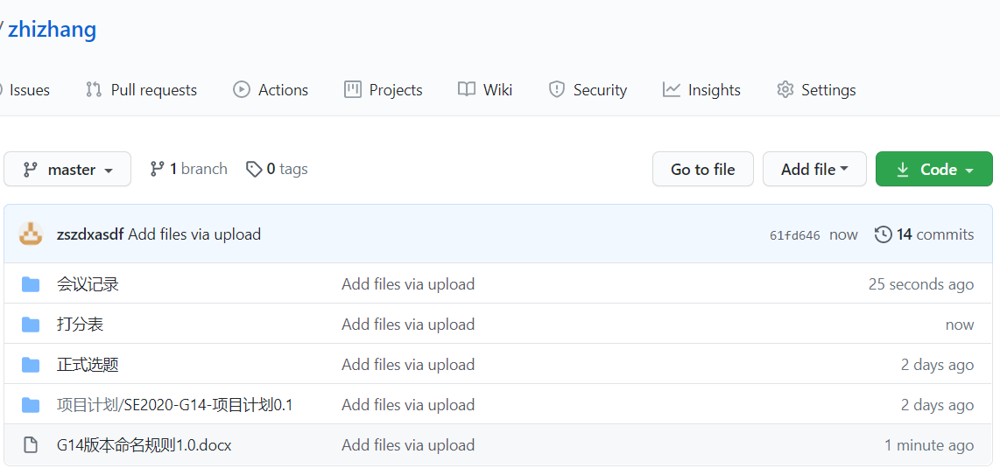 / zhizhang
Issues Pull requests Actions Projects Wiki Security Insights Settings
master 1 branch 0 tags Go to file Add file Code
zszdxasdf Add files via upload 61fd646 now 14 commits
会议记录 Add files via upload 25 seconds ago
打分表 Add files via upload now
正式选题 Add files via upload 2 days ago
项目计划/SE2020-G14-项目计划0.1 Add files via upload 2 days ago
G14版本命名规则1.0.docx Add files via upload 1 minute ago